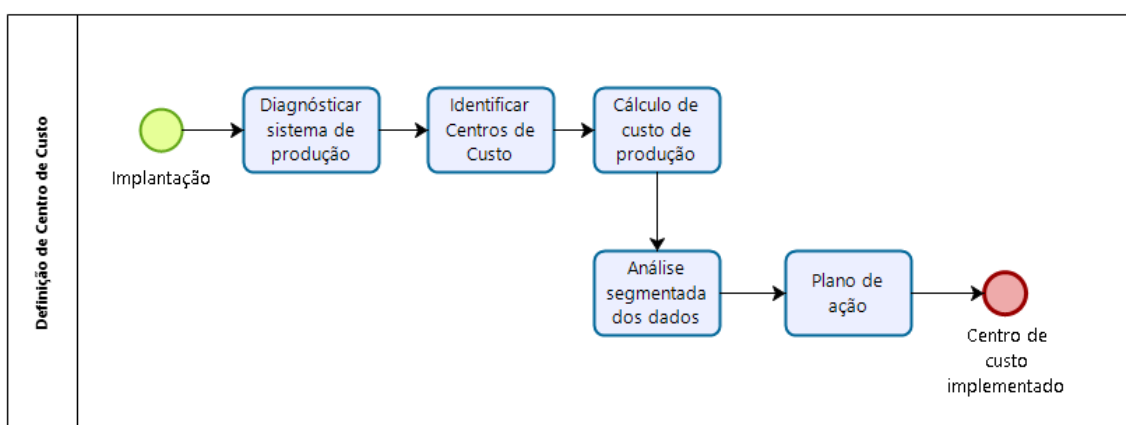 Definição de Centro de Custo
Implantação
Diagnósticar
sistema de
produção
Identificar
Centros de
Custo
Cálculo de
custo de
produção
Análise
segmentada
dos dados
Plano de
ação
Centro de
custo
implementado